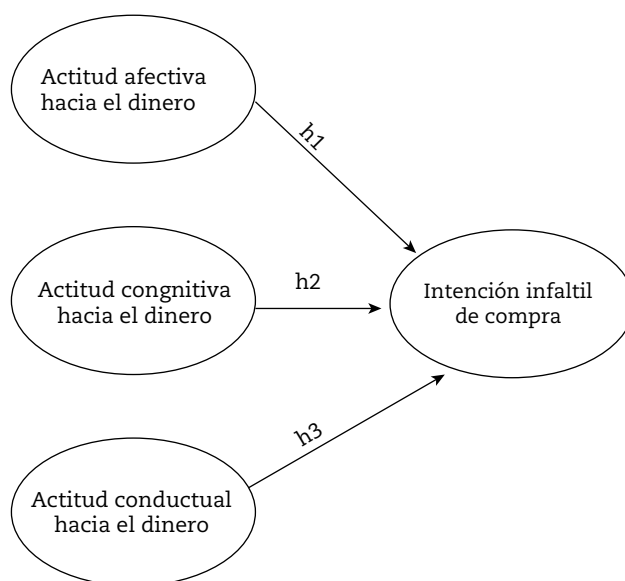 Actitud afectiva
hacia el dinero
h1
Actitud congnitiva
hacia el dinero
h2
Intención infaltil
de compra
h3
Actitud conductual
hacia el dinero